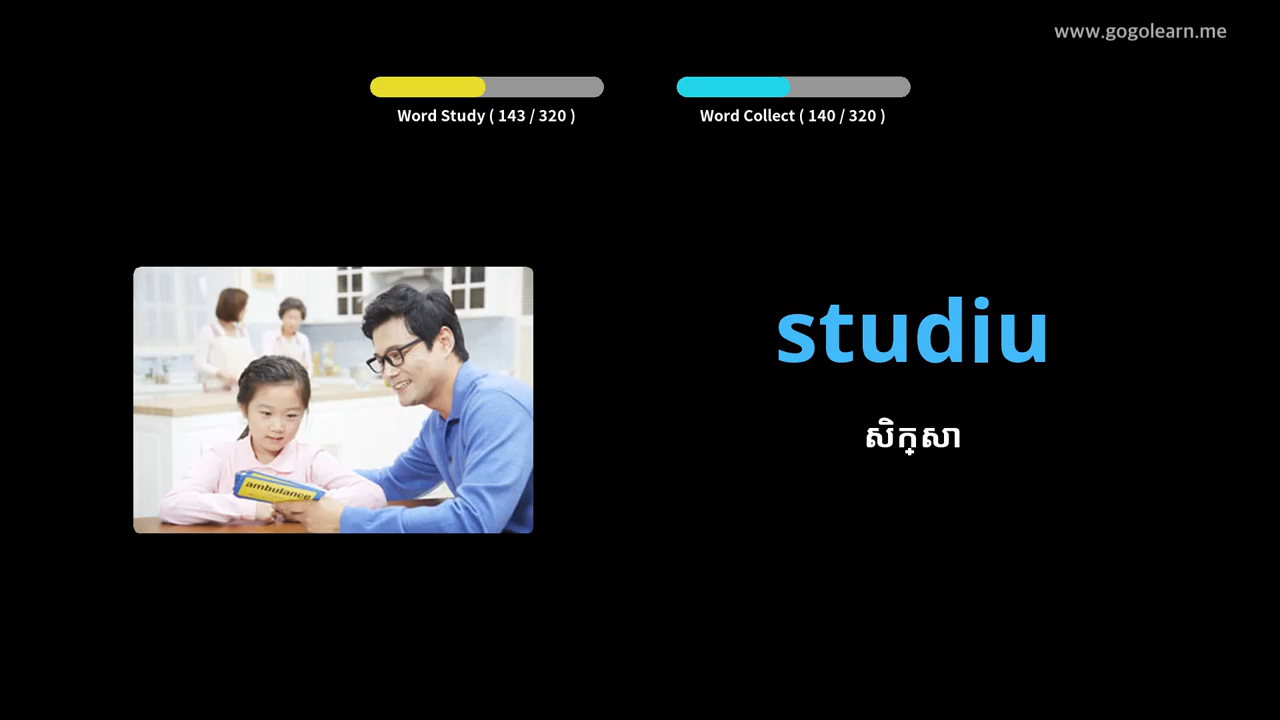 www.gogolearn.me
Word Study ( 143 / 320 )
Word Collect ( 140 / 320 )
studiu
សិក្សា
ambulance